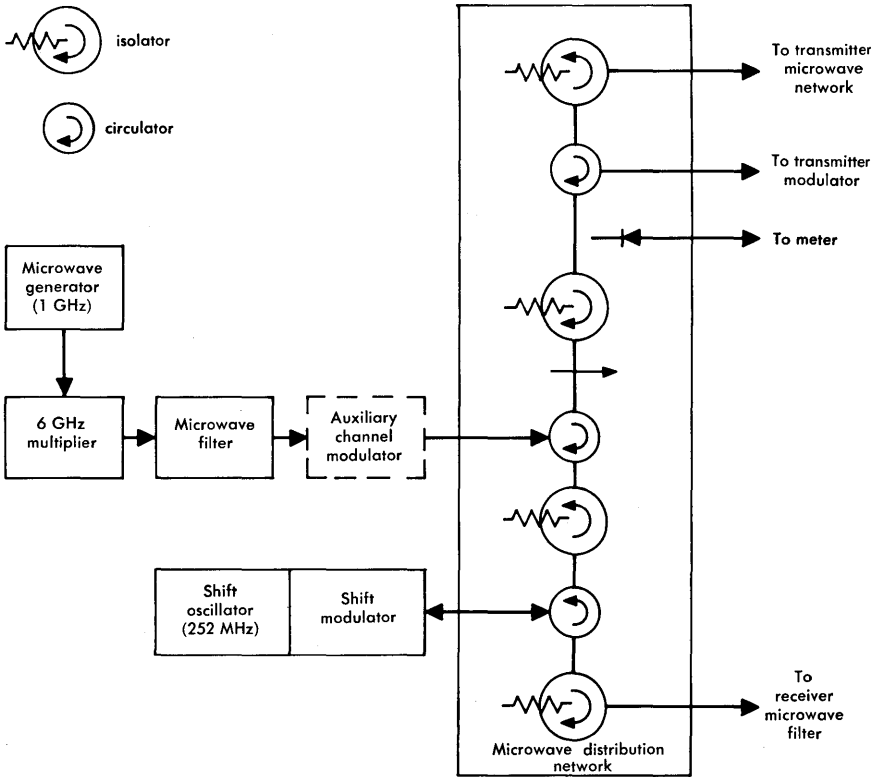 isolator
circulator
To transmitter
microwave
network
To transmitter
modulator
To meter
Microwave
generator
(1 GHz)
6 GHz
multiplier
Microwave
filter
Auxiliary
channel
modulator
Shift
oscillator
(252 MHz)
Shift
modulator
To
receiver
microwave
filter
Microwave distribution
network